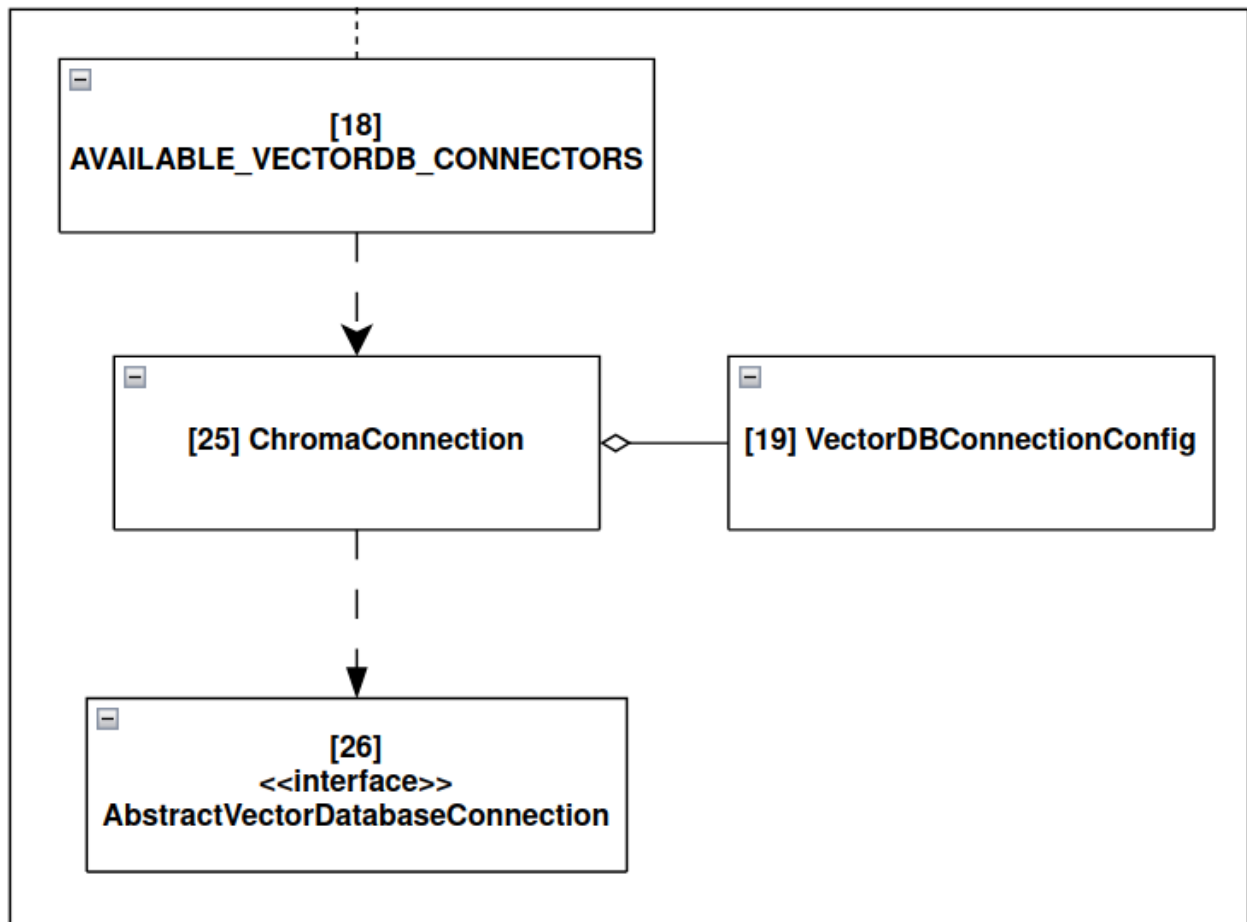 [18]
AVAILABLE_VECTORDB_CONNECTORS
[25] ChromaConnection
[19] VectorDBConnectionConfig
[26]
<<interface>>
AbstractVectorDatabaseConnection